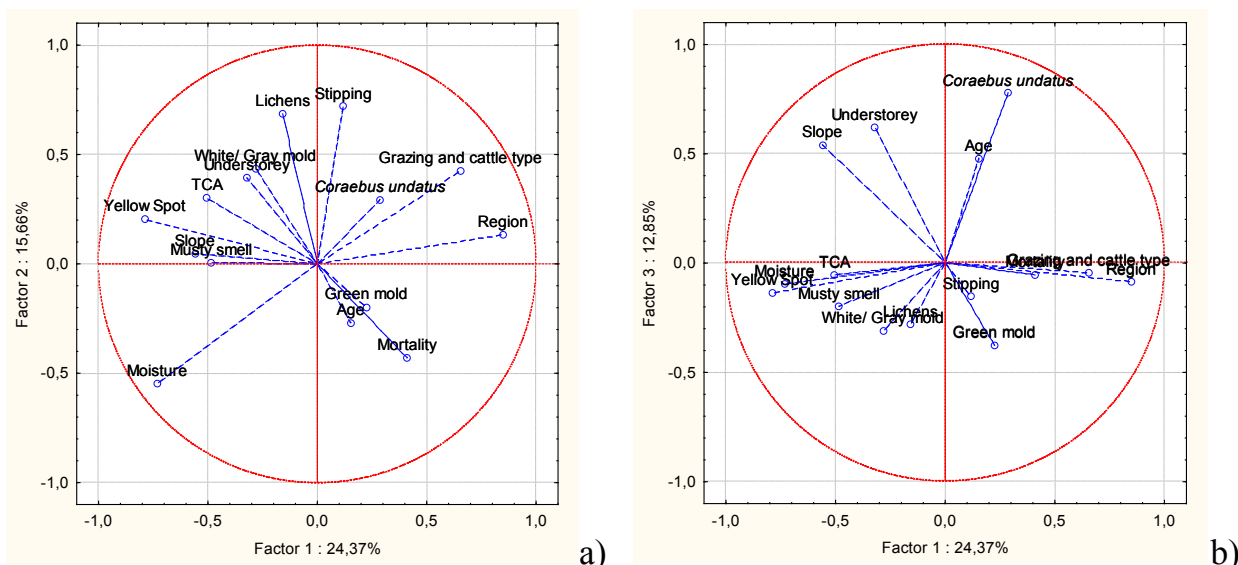 1,0
Lichens Stipping
0,5
White/ Gray mold Grazing and cattle type
Understorey
TCA Coraebus undatus
Yellow Spot Region
Slope
Musty smell
0,0
Green mold
Age
Mortality
Moisture
-0,5
-1,0
-1,0 -0,5 0,0 0,5 1,0
Factor 1 : 24,37%
Factor 2 : 15,66%
a)
1,0
Coraebus undatus
Understorey
Slope Age
0,5
0,0
TCA Mortality Grazing and cattle type
Moisture Region
Yellow Spot Stipping
Musty smell
Lichens
White/ Gray mold
Green mold
-0,5
-1,0
-1,0 -0,5 0,0 0,5 1,0
Factor 1 : 24,37%
Factor 3 : 12,85%
b)